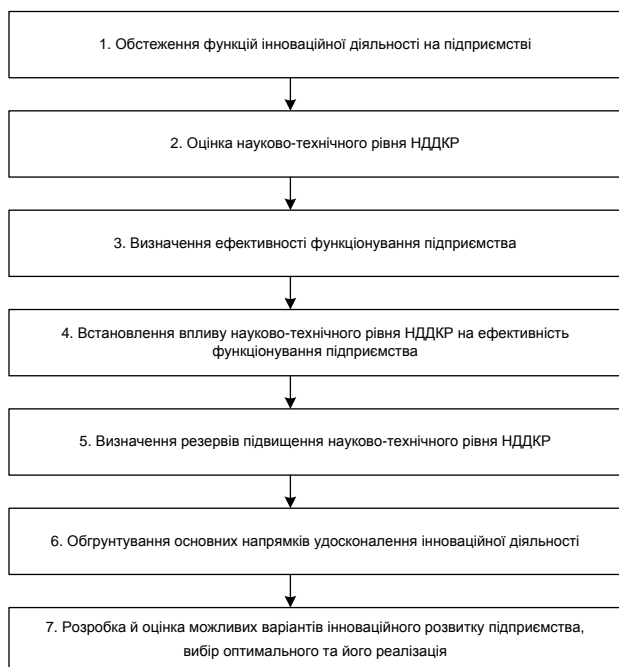 1. Обстеження функцій інноваційної діяльності на підприємстві
2. Оцінка науково-технічного рівня НДДКР
3. Визначення ефективності функціонування підприємства
4. Встановлення впливу науково-технічного рівня НДДКР на ефективність
функціонування підприємства
5. Визначення резервів підвищення науково-технічного рівня НДДКР
6. Обгрунтування основних напрямків удосконалення інноваційної діяльності
7. Розробка й оцінка можливих варіантів інноваційного розвитку підприємства,
вибір оптимального та його реалізація